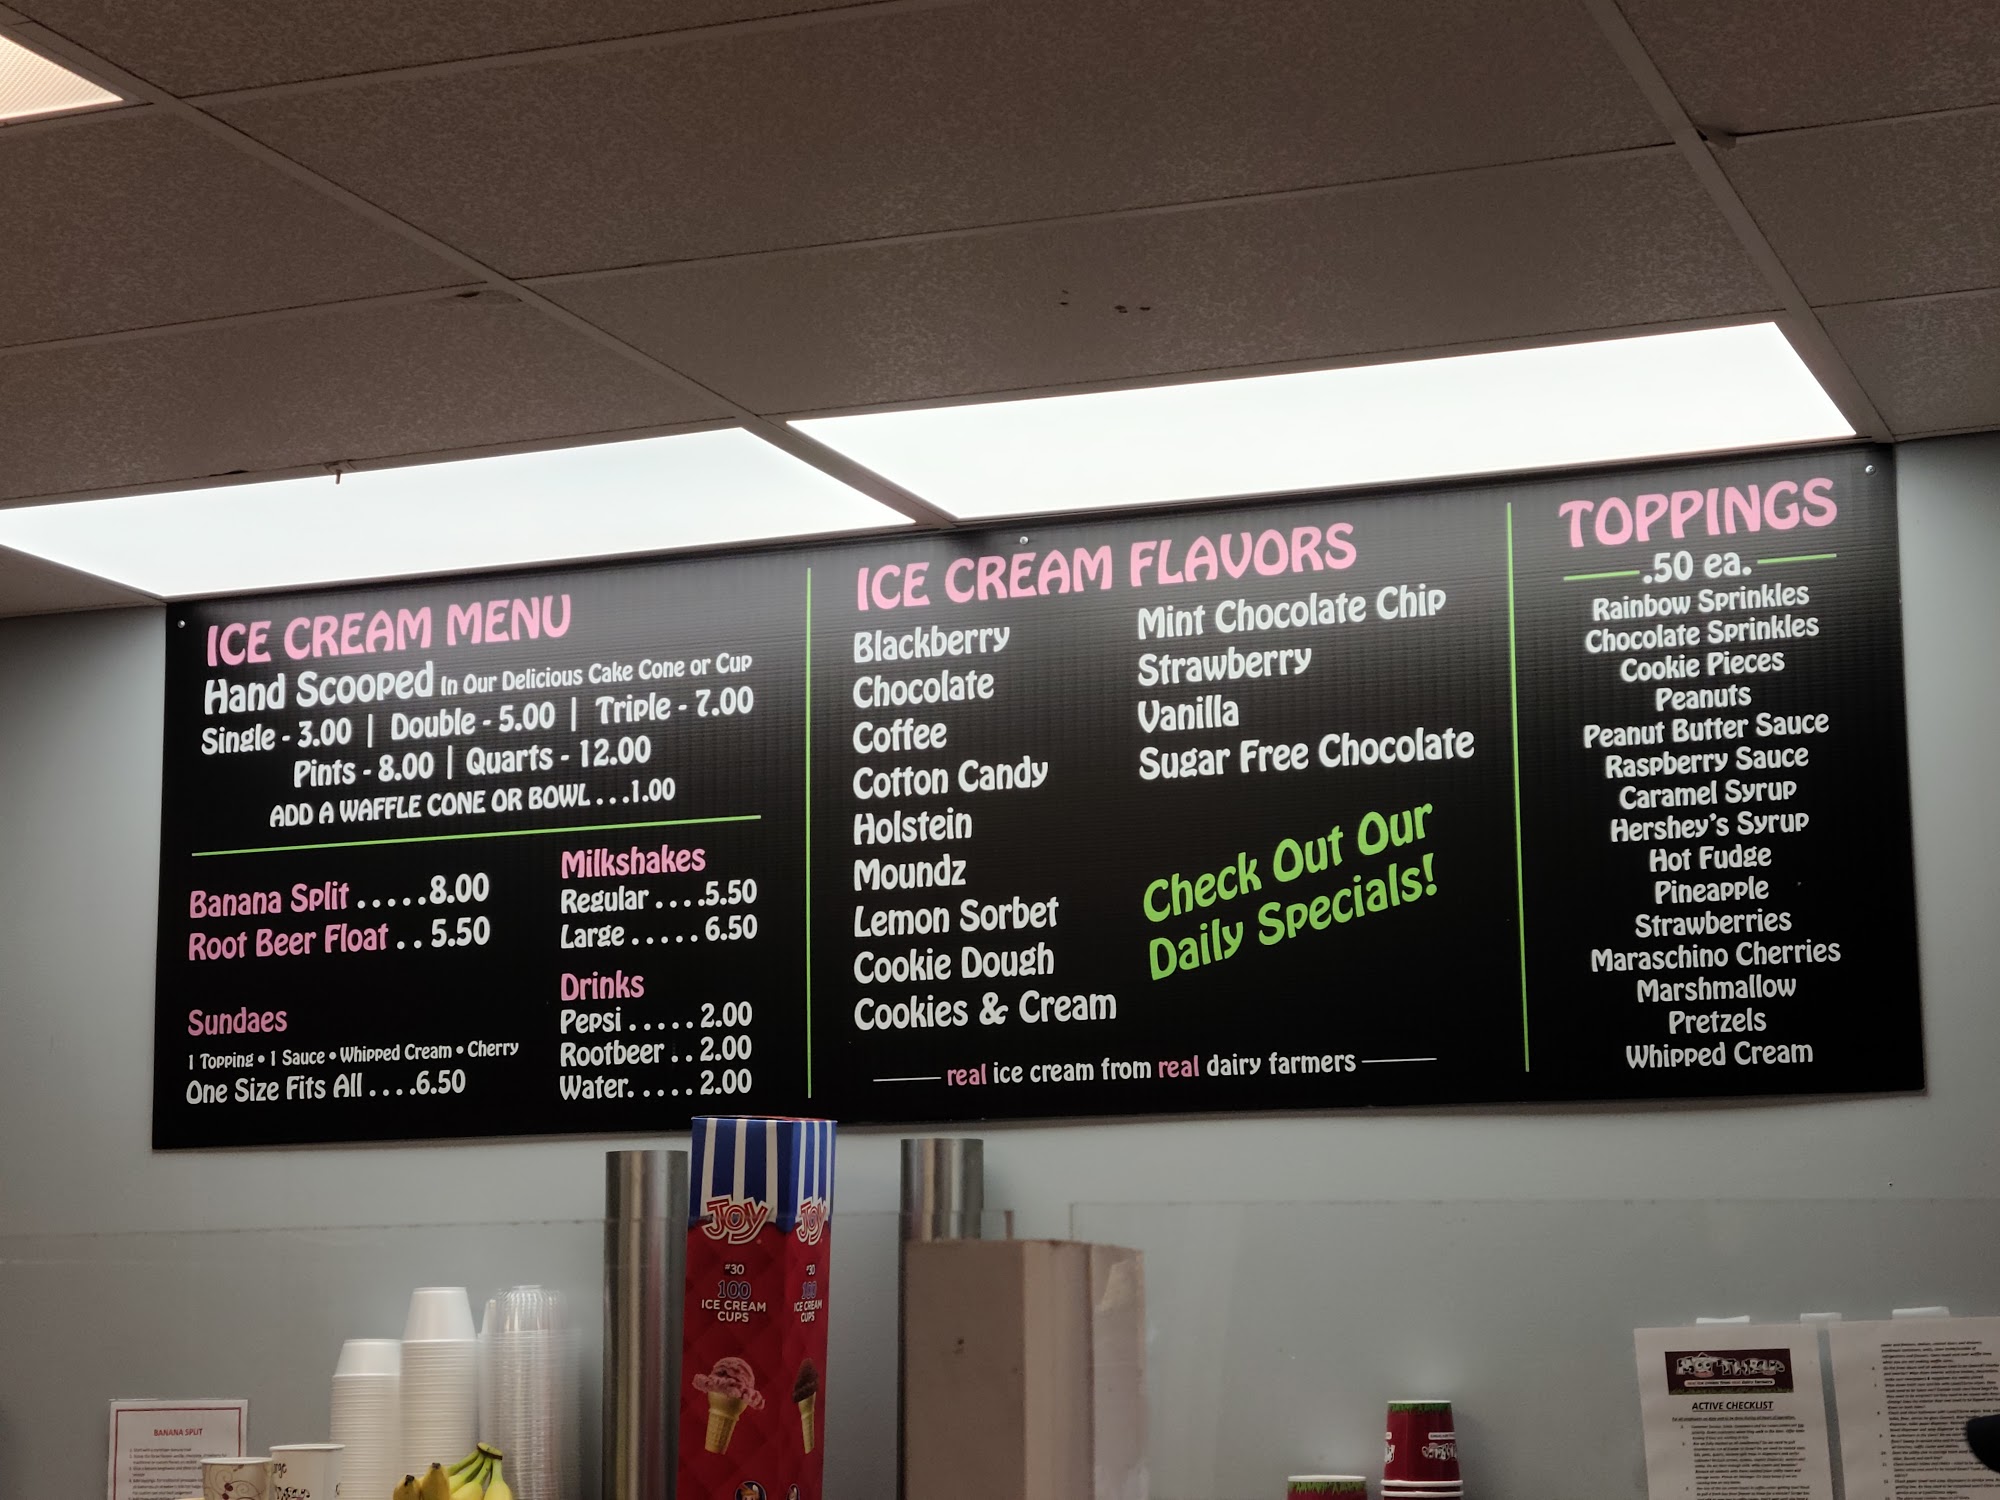 ICE CREAM MENU
Hand Scooped In Our Delicious Cake Cone or Cup
Single - 3.00 | Double - 5.00 | Triple - 7.00
Pints - 8.00 | Quarts - 12.00
ADD A WAFFLE CONE OR BOWL...1.00
Banana Split.....8.00
Root Beer Float..5.50
Sundaes
1 Topping • 1 Sauce • Whipped Cream • Cherry
One Size Fits All....6.50
Milkshakes
Regular....5.50
Large.....6.50
Drinks
Pepsi.....2.00
Rootbeer..2.00
Water.....2.00
ICE CREAM FLAVORS
Blackberry
Chocolate
Coffee
Cotton Candy
Holstein
Moundz
Lemon Sorbet
Cookie Dough
Cookies & Cream
Mint Chocolate Chip
Strawberry
Vanilla
Sugar Free Chocolate
Check Out Our
Daily Specials!
real ice cream from real dairy farmers
TOPPINGS
.50 ea.
Rainbow Sprinkles
Chocolate Sprinkles
Cookie Pieces
Peanuts
Peanut Butter Sauce
Raspberry Sauce
Caramel Syrup
Hershey's Syrup
Hot Fudge
Pineapple
Strawberries
Maraschino Cherries
Marshmallow
Pretzels
Whipped Cream
JOY
#30
100
ICE CREAM
CUPS
JOY
#30
100
ICE CREAM
CUPS
BANANA SPLIT
ACTIVE CHECKLIST